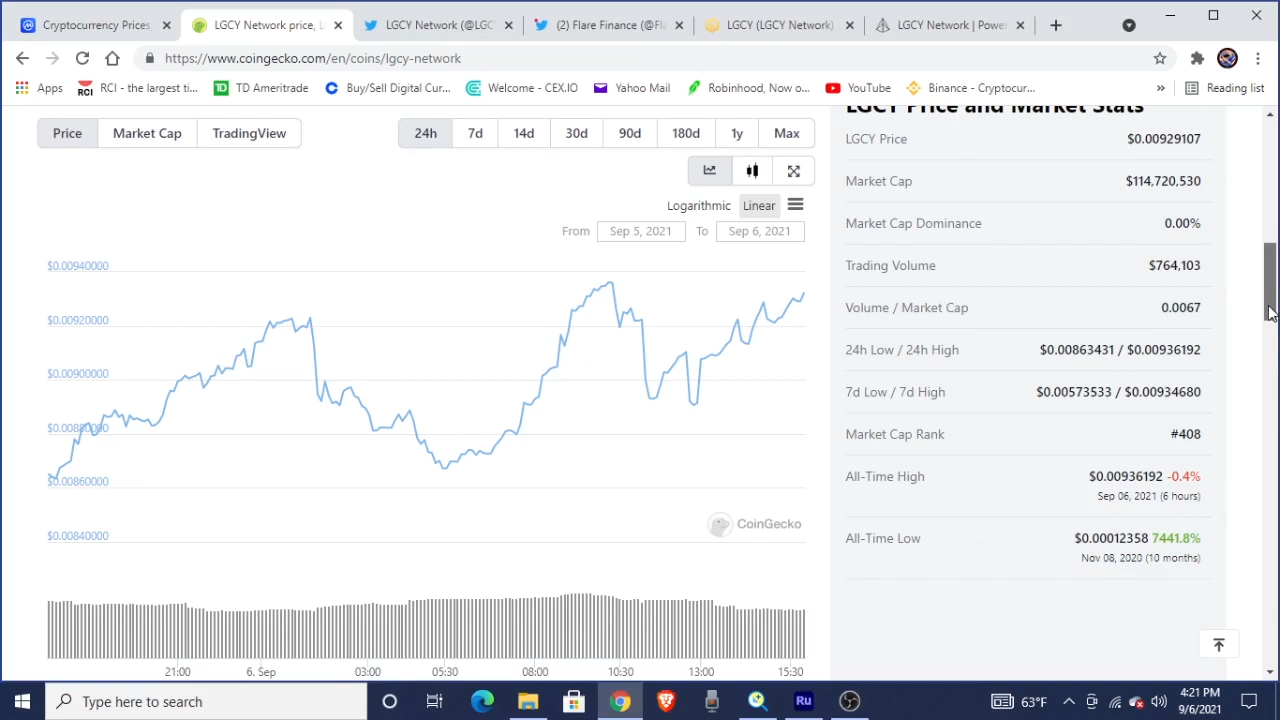 Cryptocurrency Prices
LGCY Network price, L
LGCY Network (@LGC
(2) Flare Finance (@Fla
LGCY (LGCY Network)
LGCY Network | Power
https://www.coingecko.com/en/coins/lgcy-network
Apps
RCI - the largest ti...
TD Ameritrade
Buy/Sell Digital Cur...
Welcome - CEX.IO
Yahoo Mail
Robinhood, Now o...
YouTube
Binance - Cryptocur...
»
Reading list
Price
Market Cap
TradingView
24h
7d
14d
30d
90d
180d
1y
Max
Logarithmic
Linear
From
Sep 5, 2021
To
Sep 6, 2021
$0.00940000
$0.00920000
$0.00900000
$0.00880000
$0.00860000
$0.00840000
CoinGecko
21:00
6. Sep
03:00
05:30
08:00
10:30
13:00
15:30
LGCY Price and Market Stats
LGCY Price
$0.00929107
Market Cap
$114,720,530
Market Cap Dominance
0.00%
Trading Volume
$764,103
Volume / Market Cap
0.0067
24h Low / 24h High
$0.00863431 / $0.00936192
7d Low / 7d High
$0.00573533 / $0.00934680
Market Cap Rank
#408
All-Time High
$0.00936192 -0.4%
Sep 06, 2021 (6 hours)
All-Time Low
$0.00012358 7441.8%
Nov 08, 2020 (10 months)
Type here to search
Ru
63°F
4:21 PM
9/6/2021